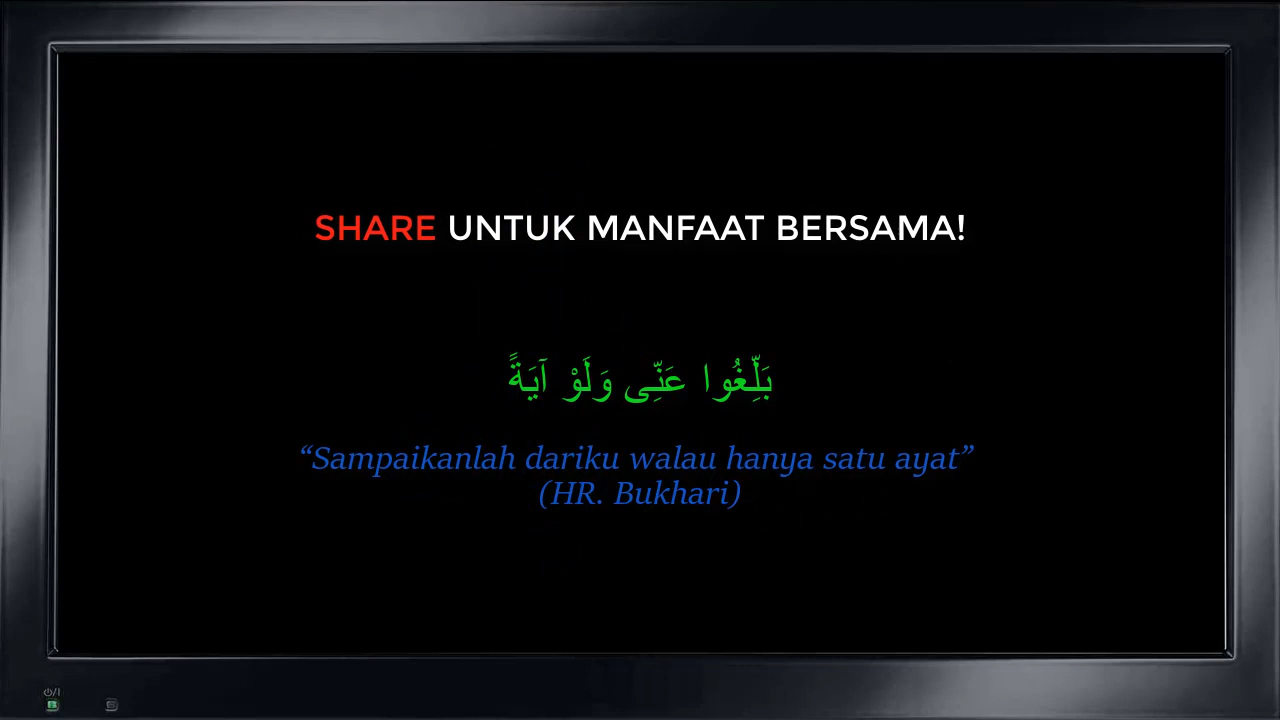 SHARE UNTUK MANFAAT BERSAMA!
بَلِّغُوا عَنِّى وَلَوْ آيَةً
“Sampaikanlah dariku walau hanya satu ayat”
(HR. Bukhari)